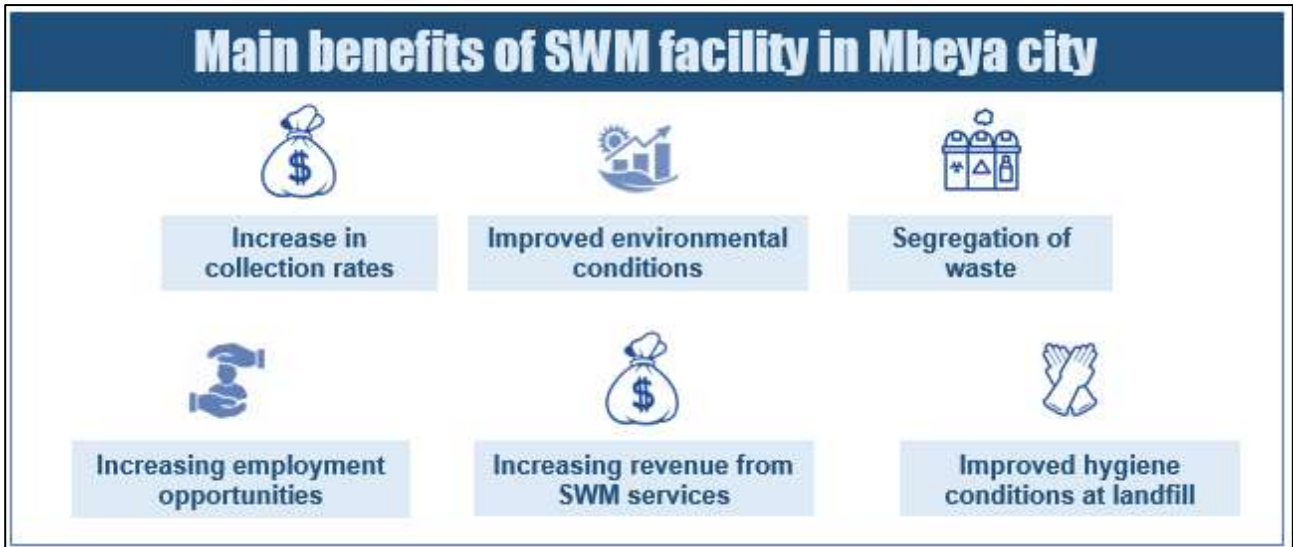 Main benefits of SWM facility in Mbeya city
$
Increase in
collection rates
Improved environmental
conditions
Segregation of
waste
$
Increasing employment
opportunities
Increasing revenue from
SWM services
Improved hygiene
conditions at landfill